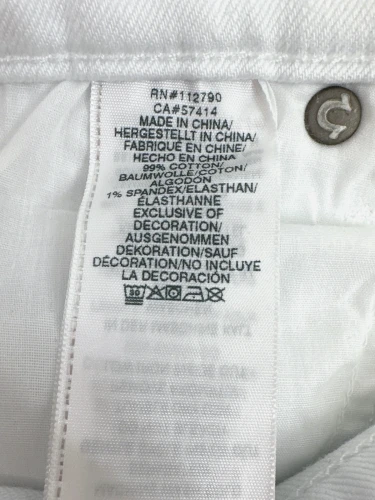 RN#112790
CA#57414
MADE IN CHINA/
HERGESTELLT IN CHINA/
FABRIQUÉ EN CHINE/
HECHO EN CHINA
99% COTTON/
BAUMWOLLE/COTON/
ALGODÓN
1% SPANDEX/ELASTHAN/
ÉLASTHANNE
EXCLUSIVE OF
DECORATION/
AUSGENOMMEN
DEKORATION/SAUF
DÉCORATION/NO INCLUYE
LA DECORACIÓN
30